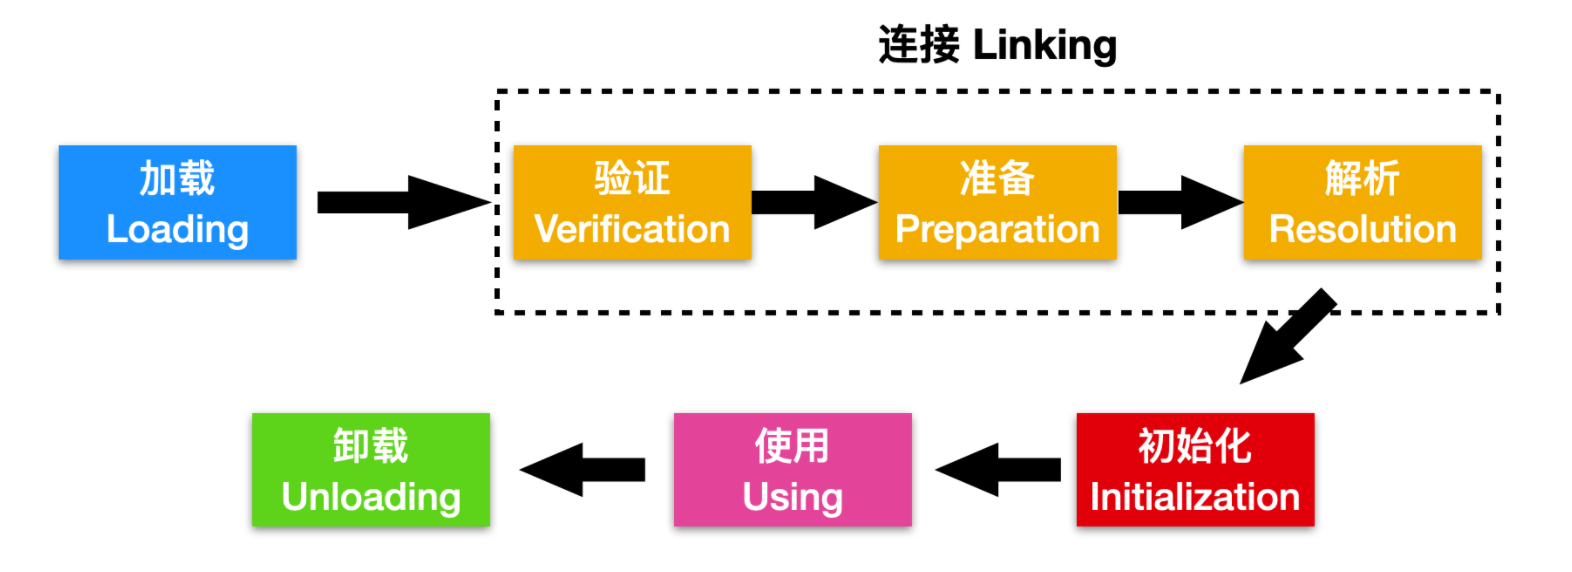 连接 Linking
加载
Loading
验证
Verification
准备
Preparation
解析
Resolution
初始化
Initialization
使用
Using
卸载
Unloading